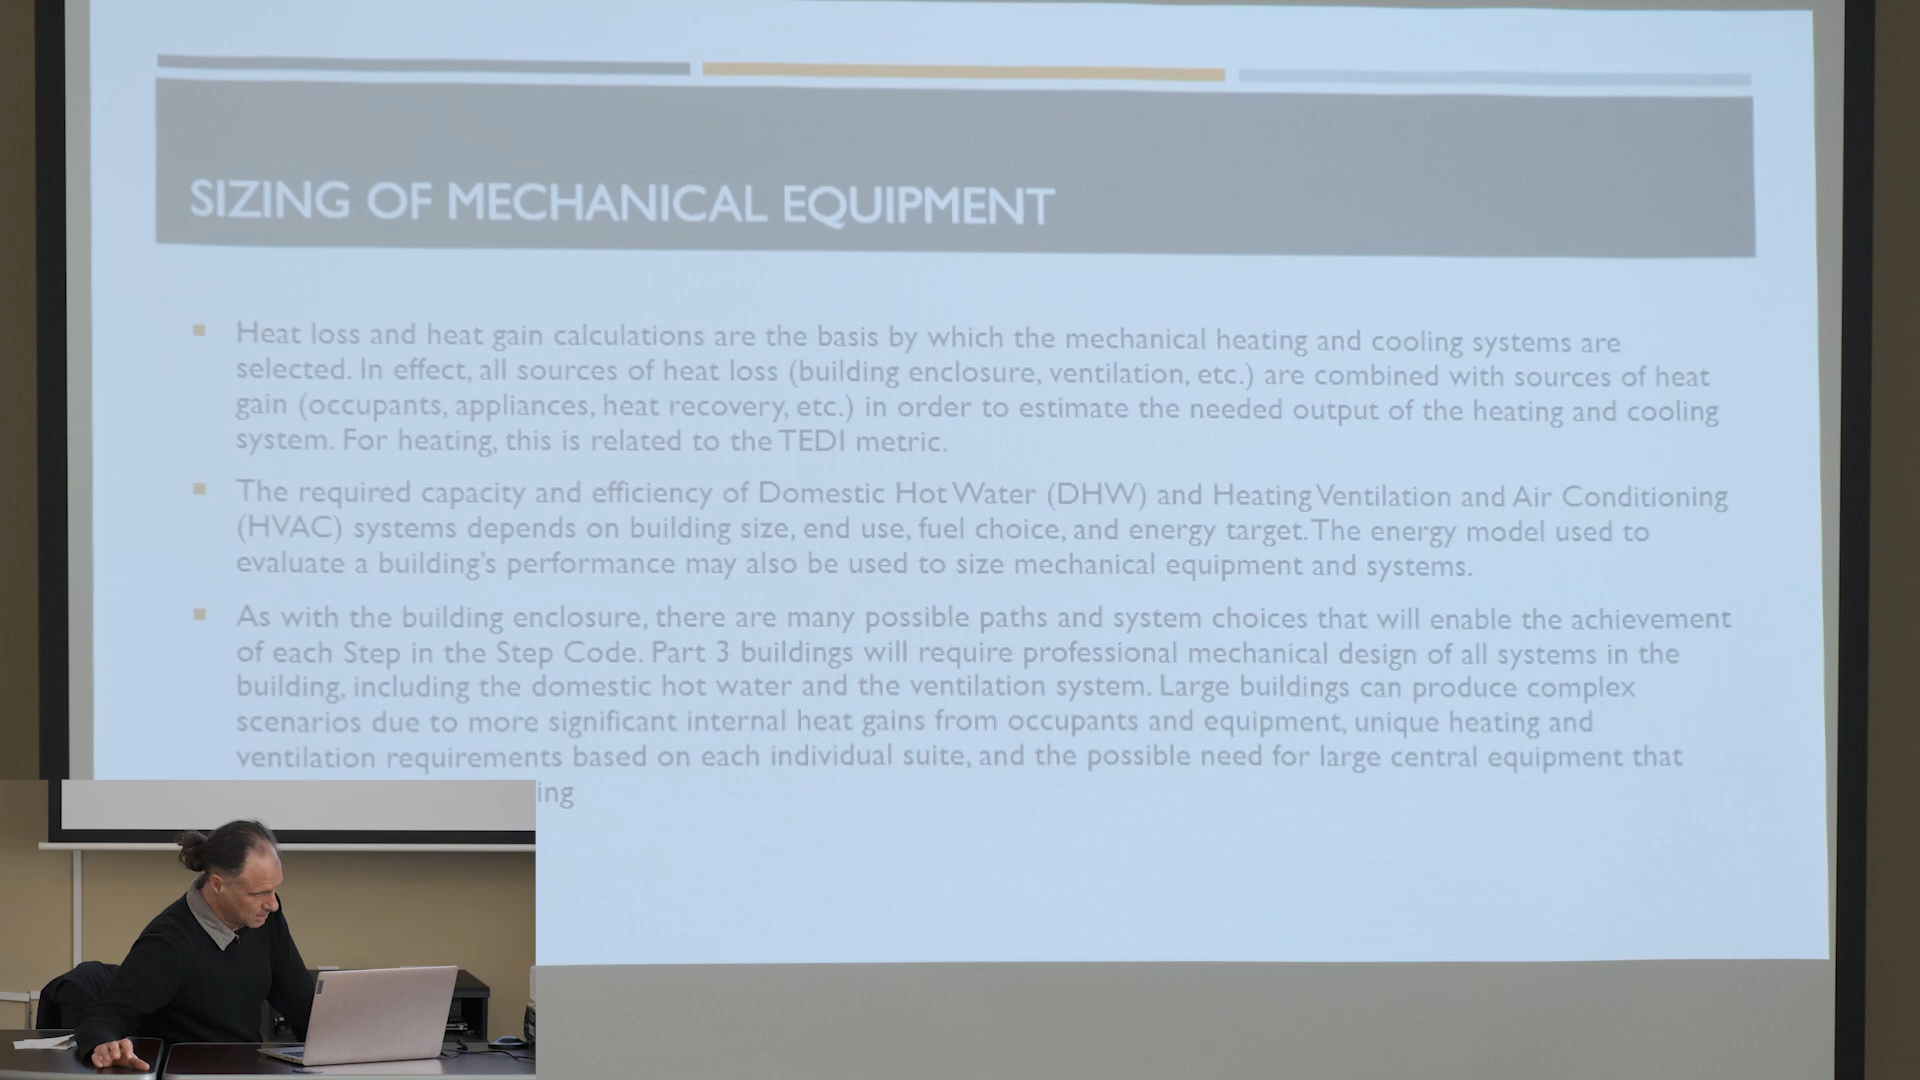 SIZING OF MECHANICAL EQUIPMENT
Heat loss and heat gain calculations are the basis by which the mechanical heating and cooling systems are
selected. In effect, all sources of heat loss (building enclosure, ventilation, etc.) are combined with sources of heat
gain (occupants, appliances, heat recovery, etc.) in order to estimate the needed output of the heating and cooling
system. For heating, this is related to the TEDI metric.
The required capacity and efficiency of Domestic Hot Water (DHW) and Heating Ventilation and Air Conditioning
(HVAC) systems depends on building size, end use, fuel choice, and energy target. The energy model used to
evaluate a building's performance may also be used to size mechanical equipment and systems.
As with the building enclosure, there are many possible paths and system choices that will enable the achievement
of each Step in the Step Code. Part 3 buildings will require professional mechanical design of all systems in the
building, including the domestic hot water and the ventilation system. Large buildings can produce complex
scenarios due to more significant internal heat gains from occupants and equipment, unique heating and
ventilation requirements based on each individual suite, and the possible need for large central equipment that
ing